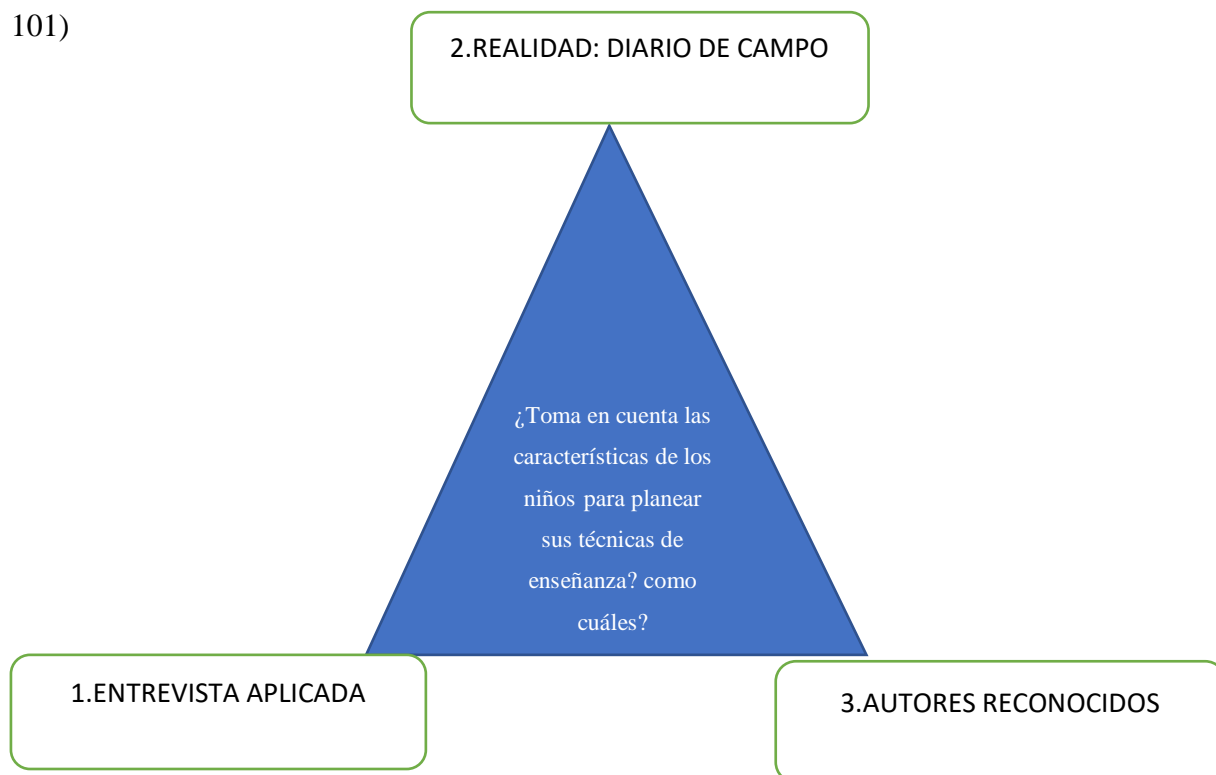 101)
2.REALIDAD: DIARIO DE CAMPO
¿Toma en cuenta las
características de los
niños para planear
sus técnicas de
enseñanza? como
cuáles?
1.ENTREVISTA APLICADA
3.AUTORES RECONOCIDOS